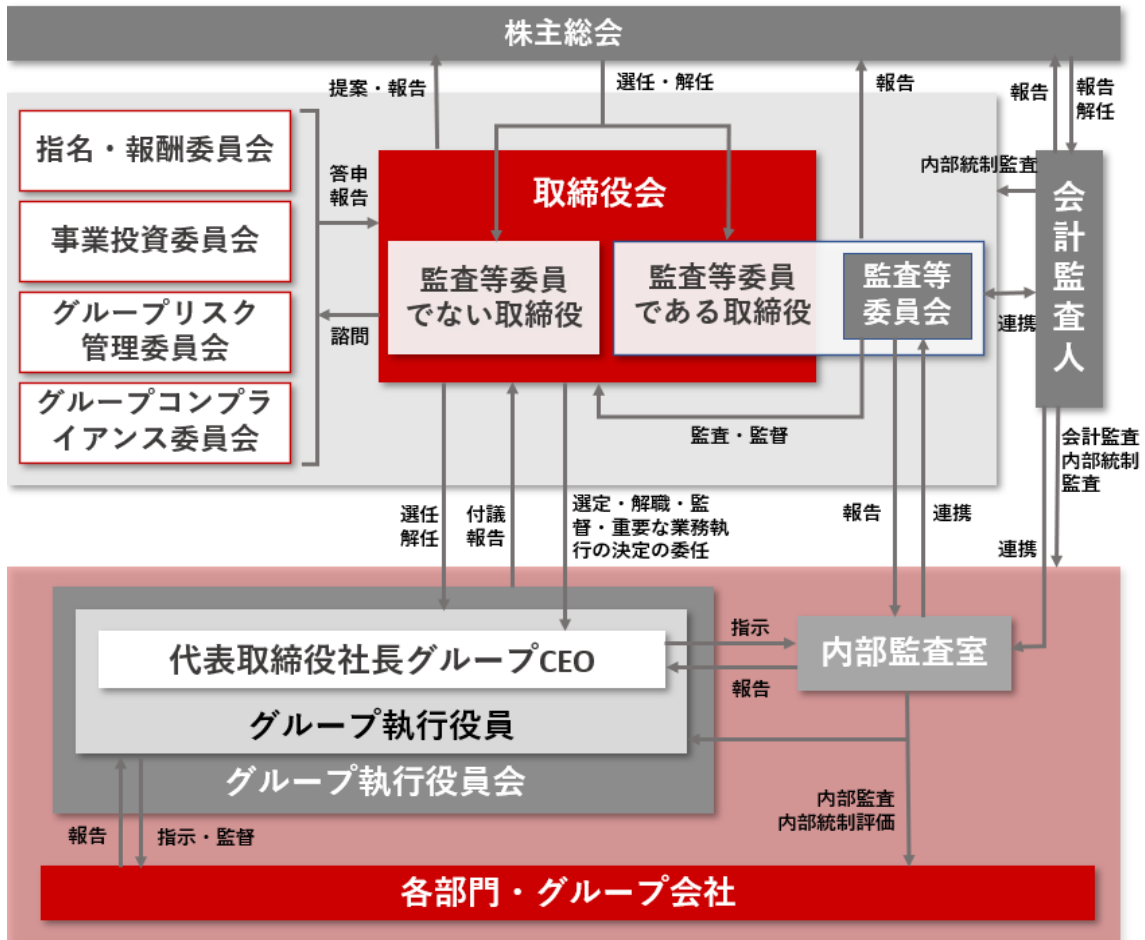 株主総会
提案・報告
選任・解任
報告
報告
報告
解任
指名・報酬委員会
事業投資委員会
グループリスク
管理委員会
グループコンプラ
イアンス委員会
答申
報告
諮問
取締役会
監査等委員
でない取締役
監査等委員
である取締役
監査等
委員会
内部統制監査
会計監査人
連携
監査・監督
会計監査
内部統制
監査
選任
解任
付議
報告
選定・解職・監
督・重要な業務執
行の決定の委任
報告
連携
連携
代表取締役社長グループCEO
グループ執行役員
グループ執行役員会
指示
報告
内部監査室
内部監査
内部統制評価
報告
指示・監督
各部門・グループ会社